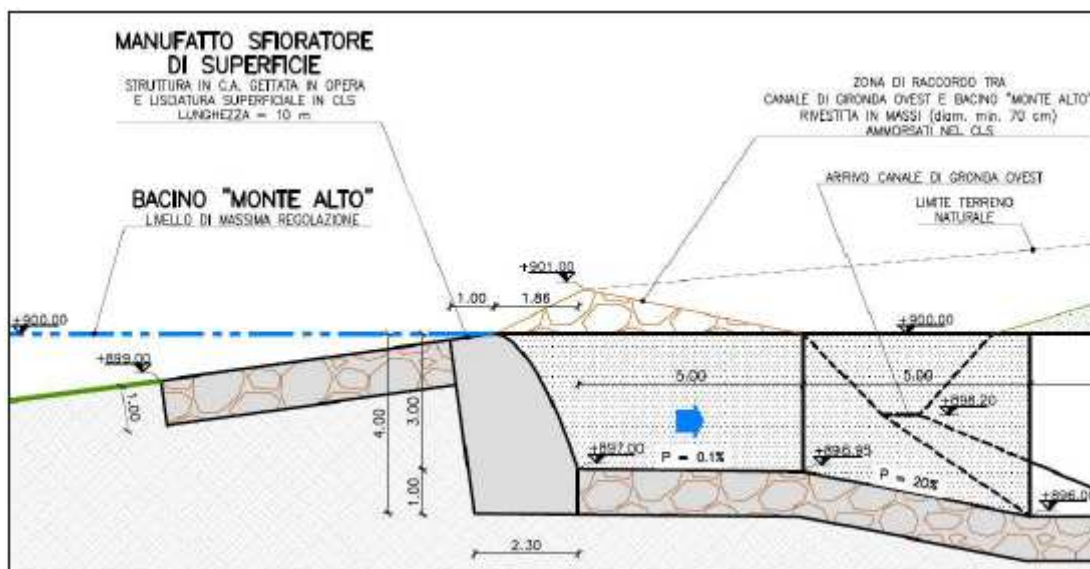 MANUFATTO SFIORATORE
DI SUPERFICIE
STRUTTURA IN C.A. GETTATA IN OPERA
E LISCIATURA SUPERFICIALE IN CLS
LUNGHEZZA = 10 m
ZONA DI RACCORDO TRA
CANALE DI GRONDA OVEST E BACINO "MONTE ALTO"
RIVESTITA IN MASSI (diam. min. 70 cm)
AMMORSATI NEL CLS
ARRIVO CANALE DI GRONDA OVEST
BACINO "MONTE ALTO"
LIVELLO DI MASSIMA REGOLAZIONE
LIMITE TERRENO
NATURALE
+901.00
1.00
1.86
+900.00
+900.00
+899.00
1.00
4.00
3.00
1.00
5.00
5.00
+898.20
+897.00
P = 0.1%
+896.95
P = 20%
+896.0
2.30